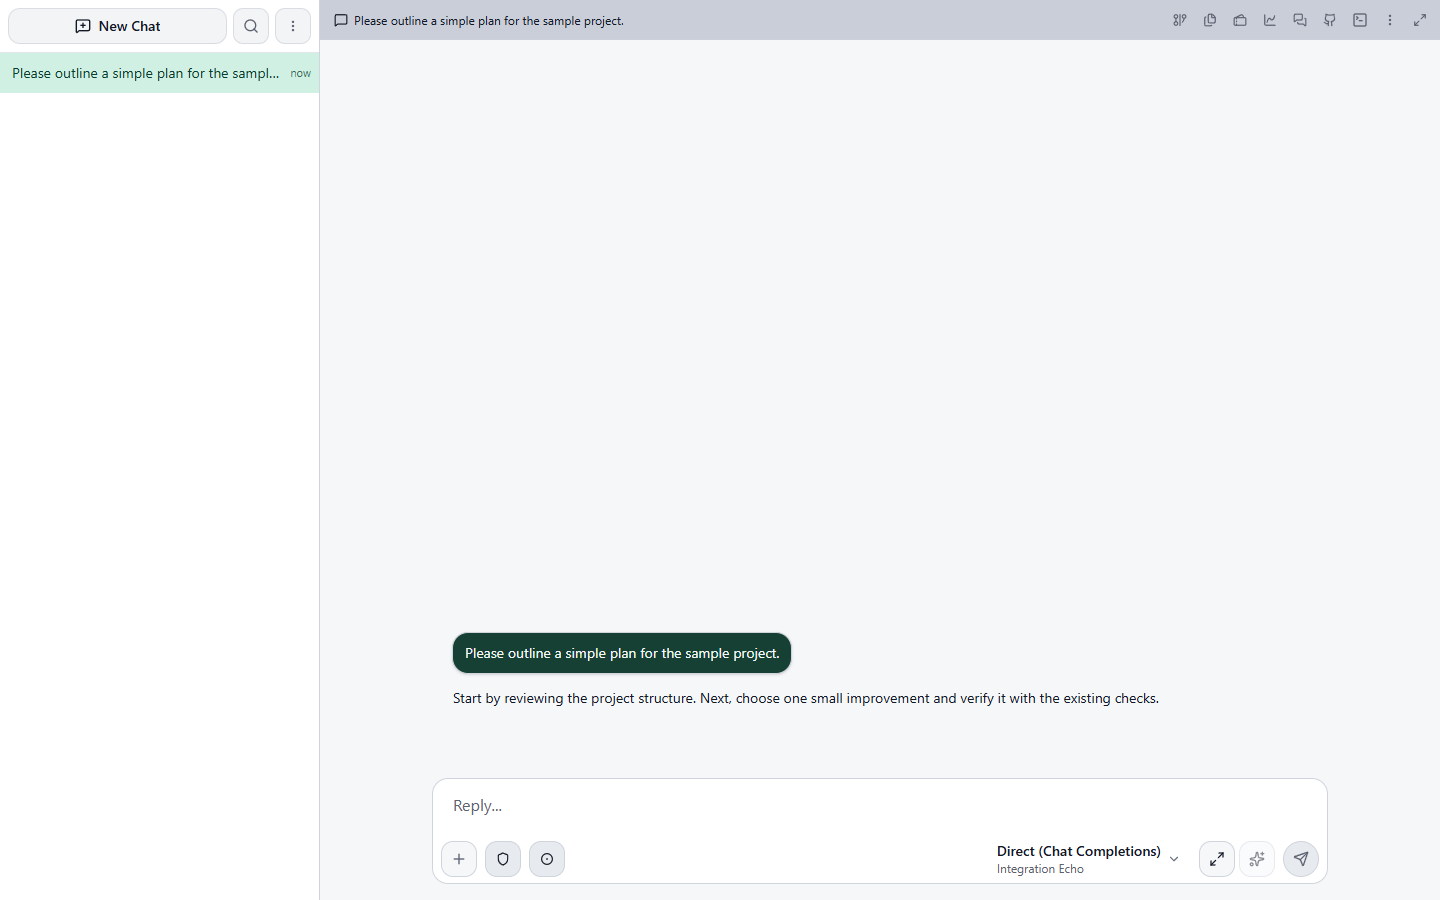 New Chat
Please outline a simple plan for the sampl... now
Please outline a simple plan for the sample project.
Please outline a simple plan for the sample project.
Start by reviewing the project structure. Next, choose one small improvement and verify it with the existing checks.
Reply...
Direct (Chat Completions)
Integration Echo